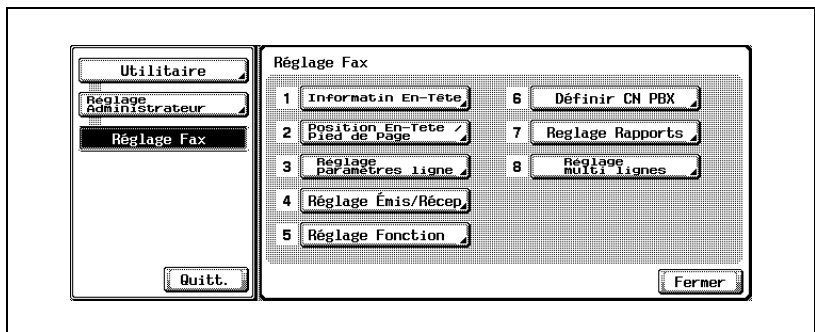 Utilitaire
Réglage
Administrateur
Réglage Fax
Quitt.
Réglage Fax
1 Informatin En-Tête
2 Position En-Tete /
Pied de Page
3 Réglage
paramètres ligne
4 Réglage Émis/Récep
5 Réglage Fonction
6 Définir CN PBX
7 Reglage Rapports
8 Réglage
multi lignes
Fermer